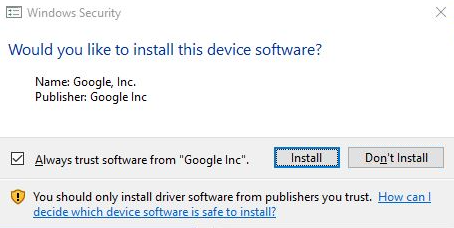 Windows Security
Would you like to install this device software?
Name: Google, Inc.
Publisher: Google Inc
Always trust software from "Google Inc".
Install
Don't Install
You should only install driver software from publishers you trust. How can I
decide which device software is safe to install?